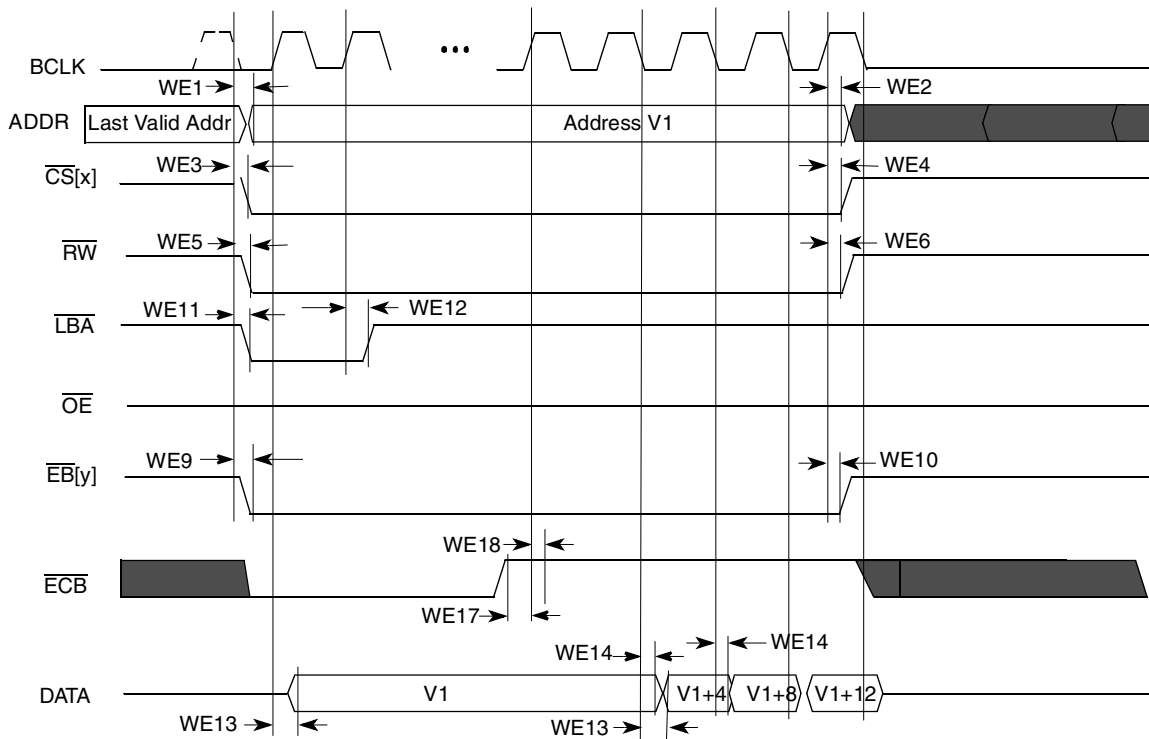 BCLK
•••
WE1
WE2
ADDR
Last Valid Addr
Address V1
WE3
WE4
CS[x]
WE5
WE6
RW
WE11
WE12
LBA
OE
WE9
WE10
EB[y]
WE18
ECB
WE17
WE14
WE14
DATA
V1
V1+4
V1+8
V1+12
WE13
WE13